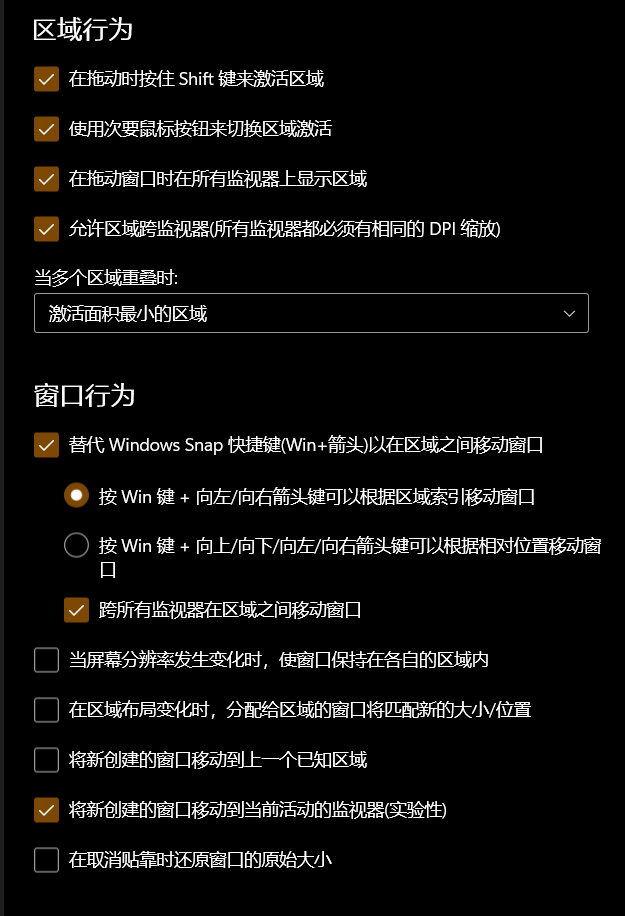 区域行为
在拖动时按住 Shift 键来激活区域
使用次要鼠标按钮来切换区域激活
在拖动窗口时在所有监视器上显示区域
允许区域跨监视器(所有监视器都必须有相同的 DPI 缩放)
当多个区域重叠时:
激活面积最小的区域
窗口行为
替代 Windows Snap 快捷键(Win+箭头)以在区域之间移动窗口
按 Win 键 + 向左/向右箭头键可以根据区域索引移动窗口
按 Win 键 + 向上/向下/向左/向右箭头键可以根据相对位置移动窗
口
跨所有监视器在区域之间移动窗口
当屏幕分辨率发生变化时，使窗口保持在各自的区域内
在区域布局变化时，分配给区域的窗口将匹配新的大小/位置
将新创建的窗口移动到上一个已知区域
将新创建的窗口移动到当前活动的监视器(实验性)
在取消贴靠时还原窗口的原始大小